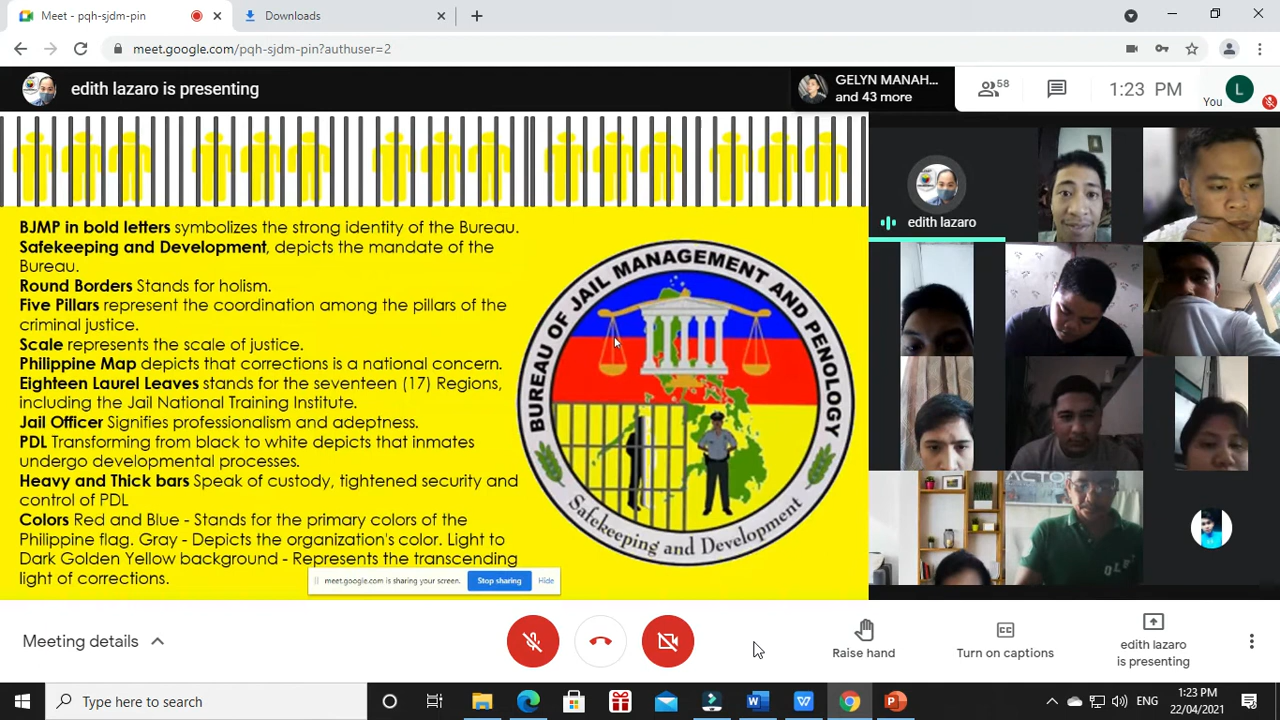 Meet - pqh-sjdm-pin
Downloads
meet.google.com/pqh-sjdm-pin?authuser=2
edith lazaro is presenting
GELYN MANAH...
and 43 more
58
1:23 PM
You
L
edith lazaro
BJMP in bold letters symbolizes the strong identity of the Bureau.
Safekeeping and Development, depicts the mandate of the
Bureau.
Round Borders Stands for holism.
Five Pillars represent the coordination among the pillars of the
criminal justice.
Scale represents the scale of justice.
Philippine Map depicts that corrections is a national concern.
Eighteen Laurel Leaves stands for the seventeen (17) Regions,
including the Jail National Training Institute.
Jail Officer Signifies professionalism and adeptness.
PDL Transforming from black to white depicts that inmates
undergo developmental processes.
Heavy and Thick bars Speak of custody, tightened security and
control of PDL
Colors Red and Blue - Stands for the primary colors of the
Philippine flag. Gray - Depicts the organization's color. Light to
Dark Golden Yellow background - Represents the transcending
light of corrections.
BUREAU OF JAIL MANAGEMENT AND PENOLOGY
Safekeeping and Development
meet.google.com is sharing your screen.
Stop sharing
Hide
Meeting details
Raise hand
Turn on captions
edith lazaro
is presenting
Type here to search
ENG
1:23 PM
22/04/2021